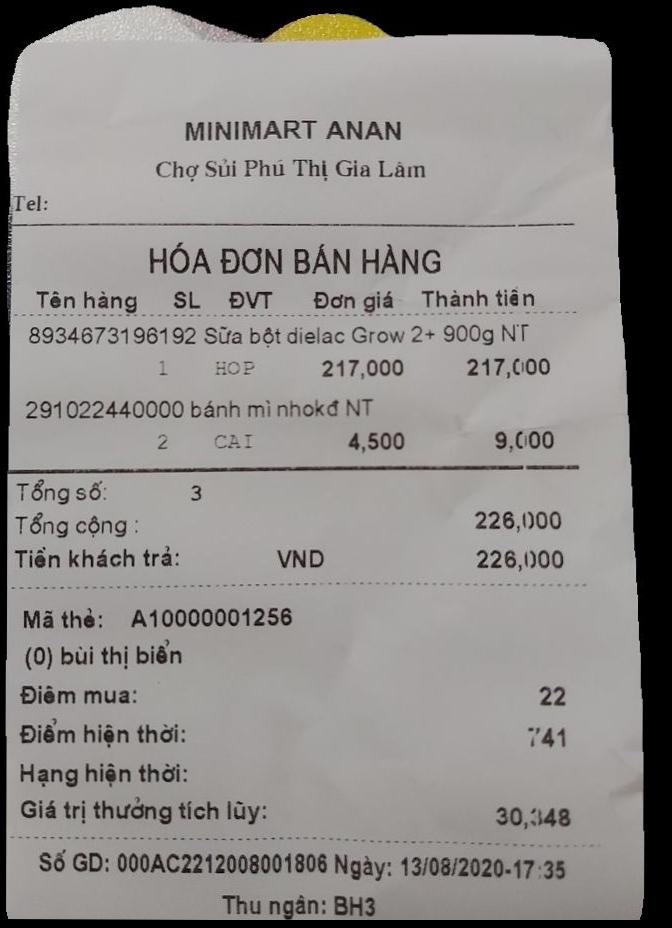 MINIMART ANAN
Chợ Sủi Phú Thị Gia Lâm
Tel:
HÓA ĐƠN BÁN HÀNG
Tên hàng SL ĐVT Đơn giá Thành tiền
8934673196192 Sữa bột dielac Grow 2+ 900g NT
1 HOP 217,000 217,000
291022440000 bánh mì nhokđ NT
2 CAI 4,500 9,000
Tổng số: 3
Tổng cộng : 226,000
Tiền khách trả: VND 226,000
Mã thẻ: A10000001256
(0) bùi thị biển
Điêm mua: 22
Điểm hiện thời: 741
Hạng hiện thời:
Giá trị thưởng tích lũy: 30,348
Số GD: 000AC2212008001806 Ngày: 13/08/2020-17:35
Thu ngân: BH3